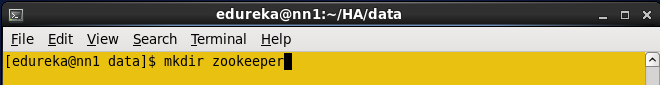 edureka@nn1:~/HA/data
File Edit View Search Terminal Help
[edureka@nn1 data]$ mkdir zookeeper